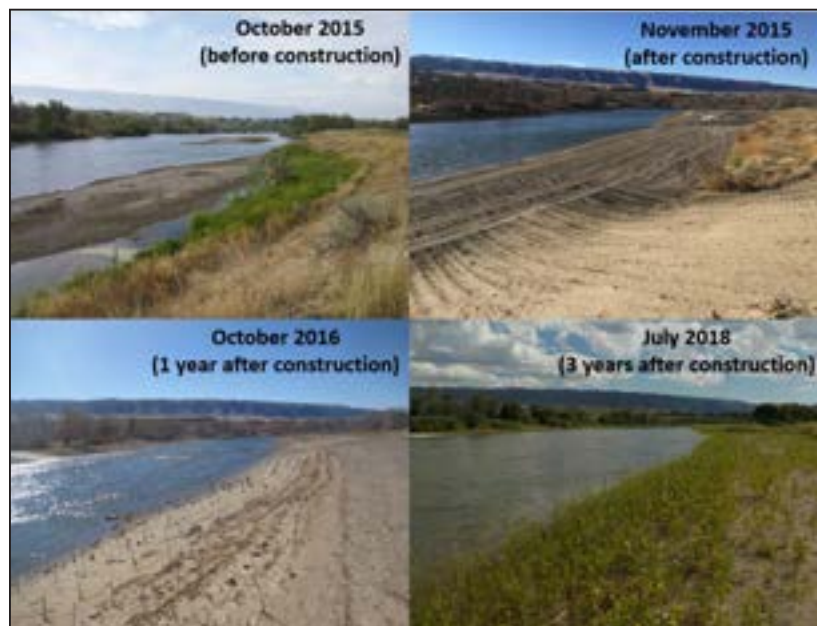 October 2015
(before construction)
November 2015
(after construction)
October 2016
(1 year after construction)
July 2018
(3 years after construction)